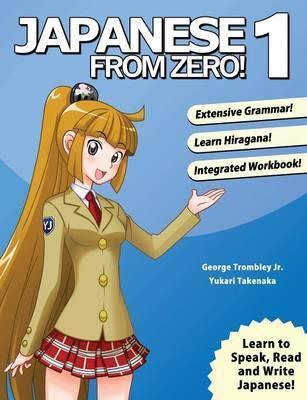 JAPANESE
FROM ZERO!
1
Extensive Grammar!
Learn Hiragana!
Integrated Workbook!
George Trombley Jr.
Yukari Takenaka
YJ
Learn to
Speak, Read
and Write
Japanese!